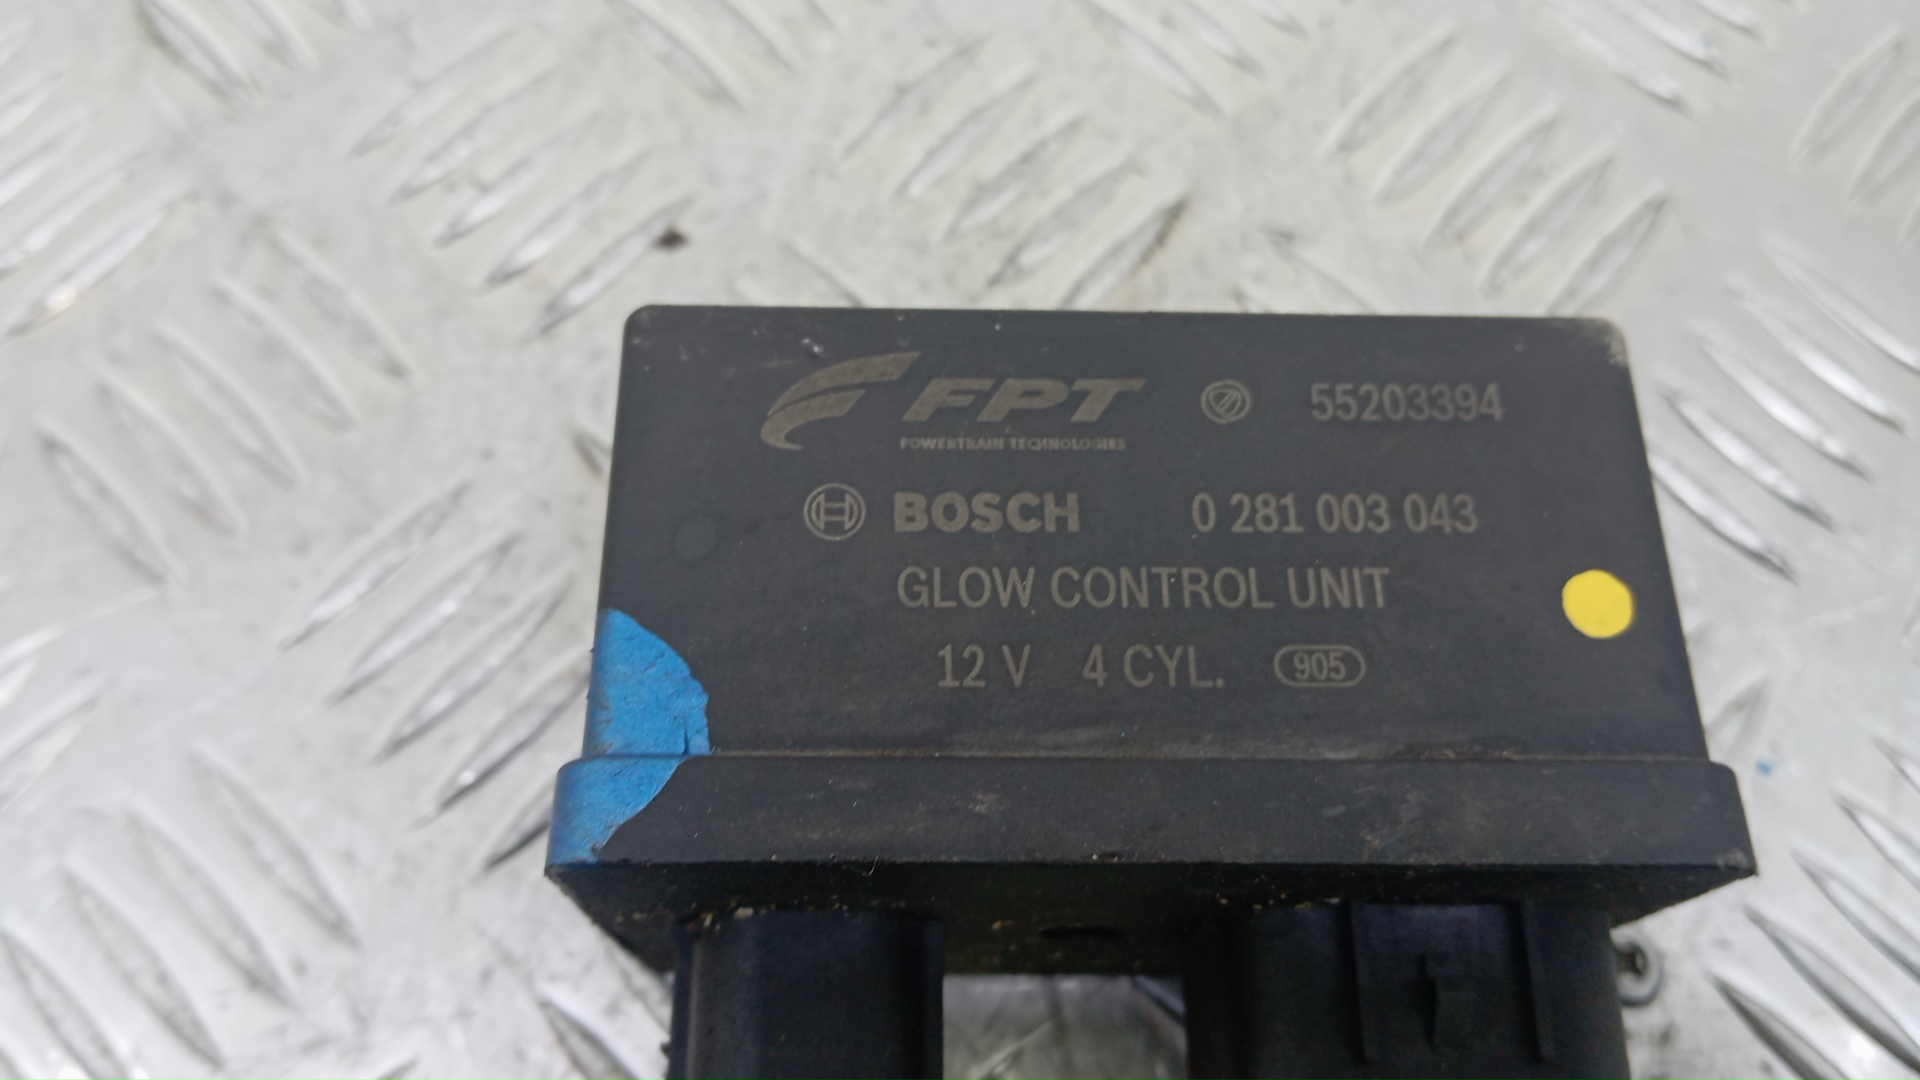 FPT 55203394
POWERTRAIN TECHNOLOGIES
BOSCH 0 281 003 043
GLOW CONTROL UNIT
12 V 4 CYL. 905